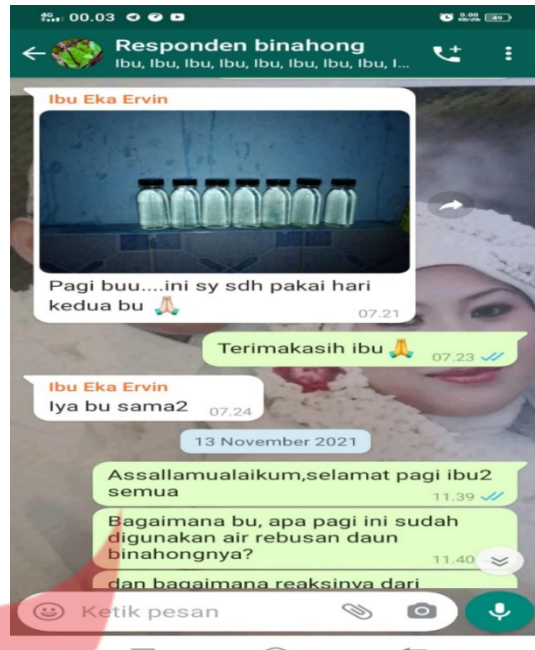 00.03
Responden binahong
Ibu, Ibu, Ibu, Ibu, Ibu, Ibu, Ibu, Ibu, I...
Ibu Eka Ervin
Pagi buu....ini sy sdh pakai hari
kedua bu 🙏
07.21
Terimakasih ibu 🙏 07.23
Ibu Eka Ervin
Iya bu sama2 07.24
13 November 2021
Assallamualaikum,selamat pagi ibu2
semua
11.39
Bagaimana bu, apa pagi ini sudah
digunakan air rebusan daun
binahongnya?
11.40
dan bagaimana reaksinya dari
Ketik pesan